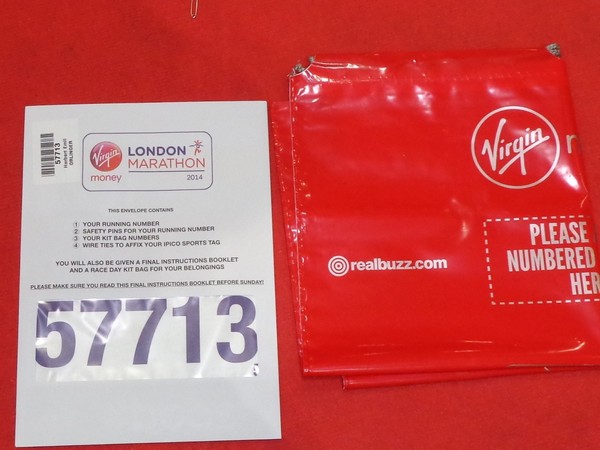 57713
Herbert Emil
ORLINGER
Virgin
money
LONDON
MARATHON
2014
THIS ENVELOPE CONTAINS
1 YOUR RUNNING NUMBER
2 SAFETY PINS FOR YOUR RUNNING NUMBER
3 YOUR KIT BAG NUMBERS
4 WIRE TIES TO AFFIX YOUR IPICO SPORTS TAG
YOU WILL ALSO BE GIVEN A FINAL INSTRUCTIONS BOOKLET
AND A RACE DAY KIT BAG FOR YOUR BELONGINGS
PLEASE MAKE SURE YOU READ THIS FINAL INSTRUCTIONS BOOKLET BEFORE SUNDAY!
57713
Virgin
realbuzz.com
PLEASE
NUMBERED
HER